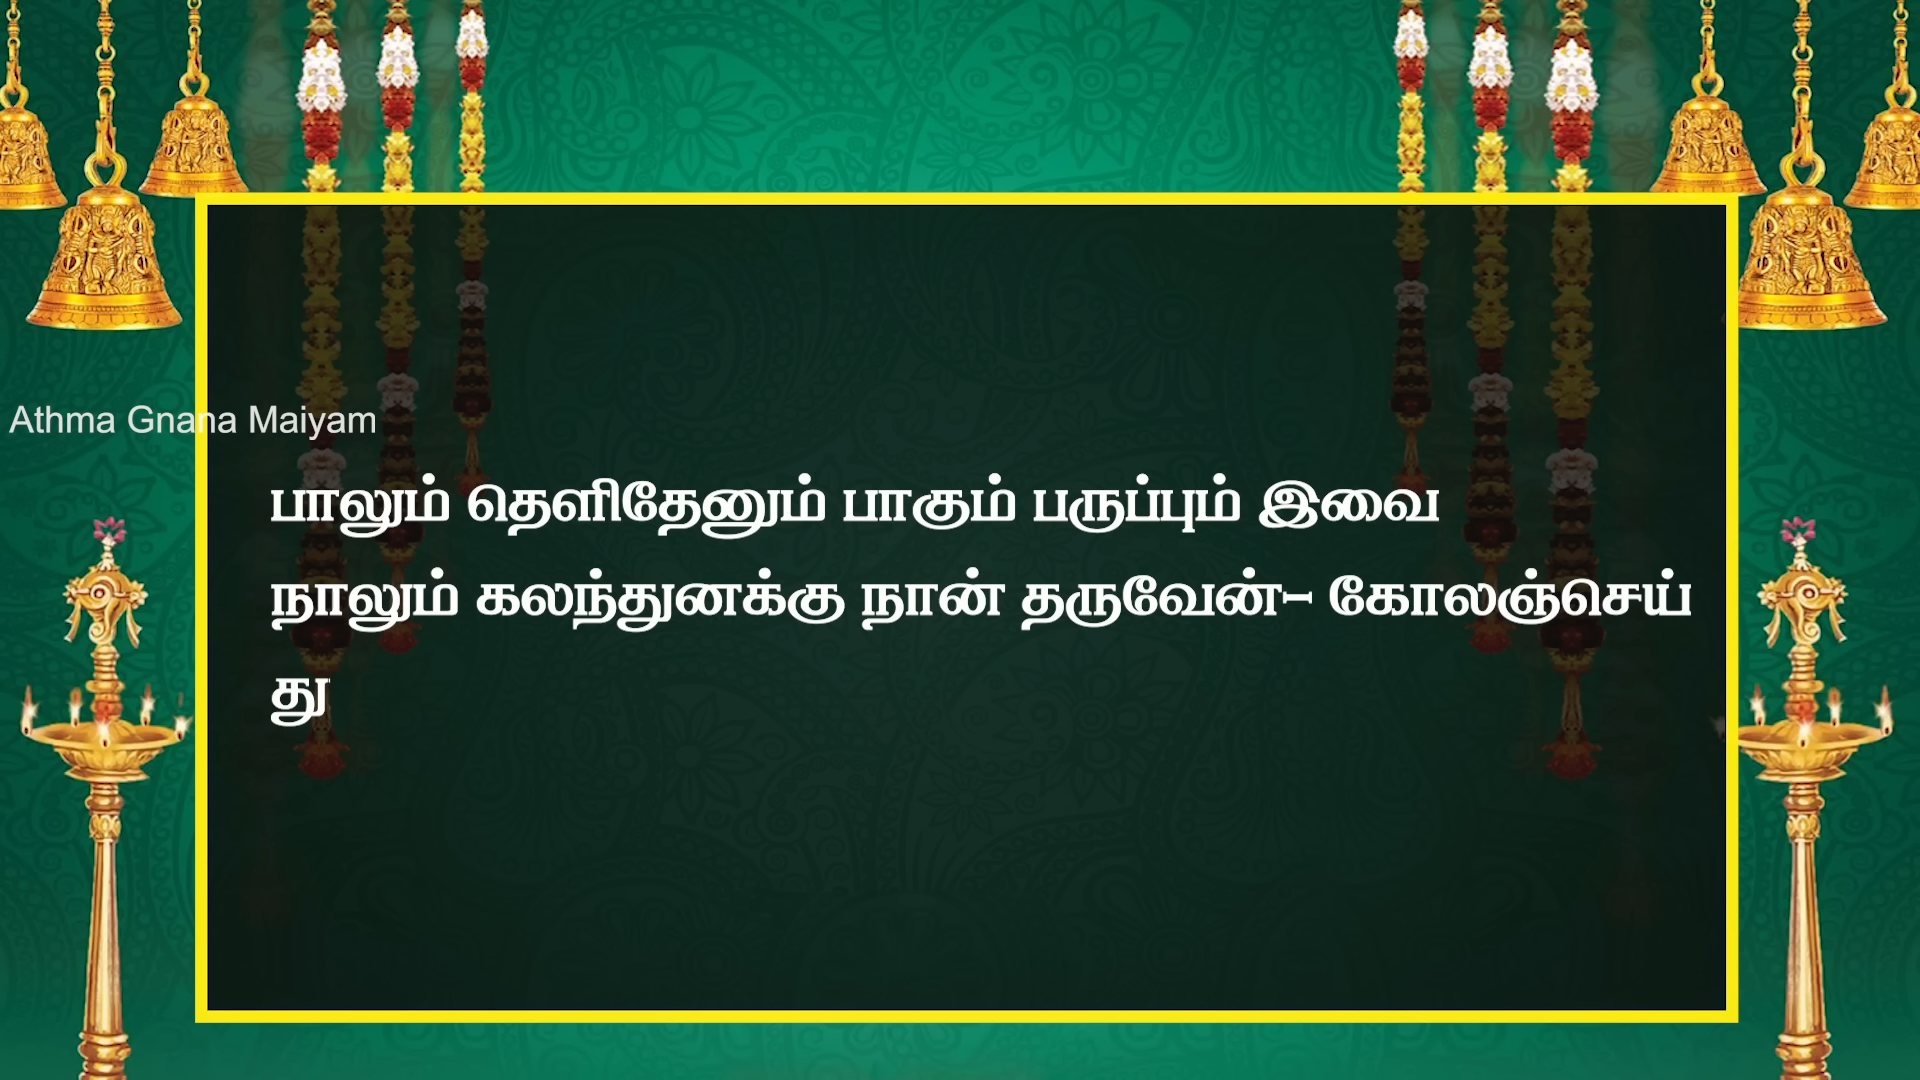 Athma Gnana Maiyam
பாலும் தெளிதேனும் பாகும் பருப்பும் இவை
நாலும் கலந்துனக்கு நான் தருவேன்– கோலஞ்செய்
து